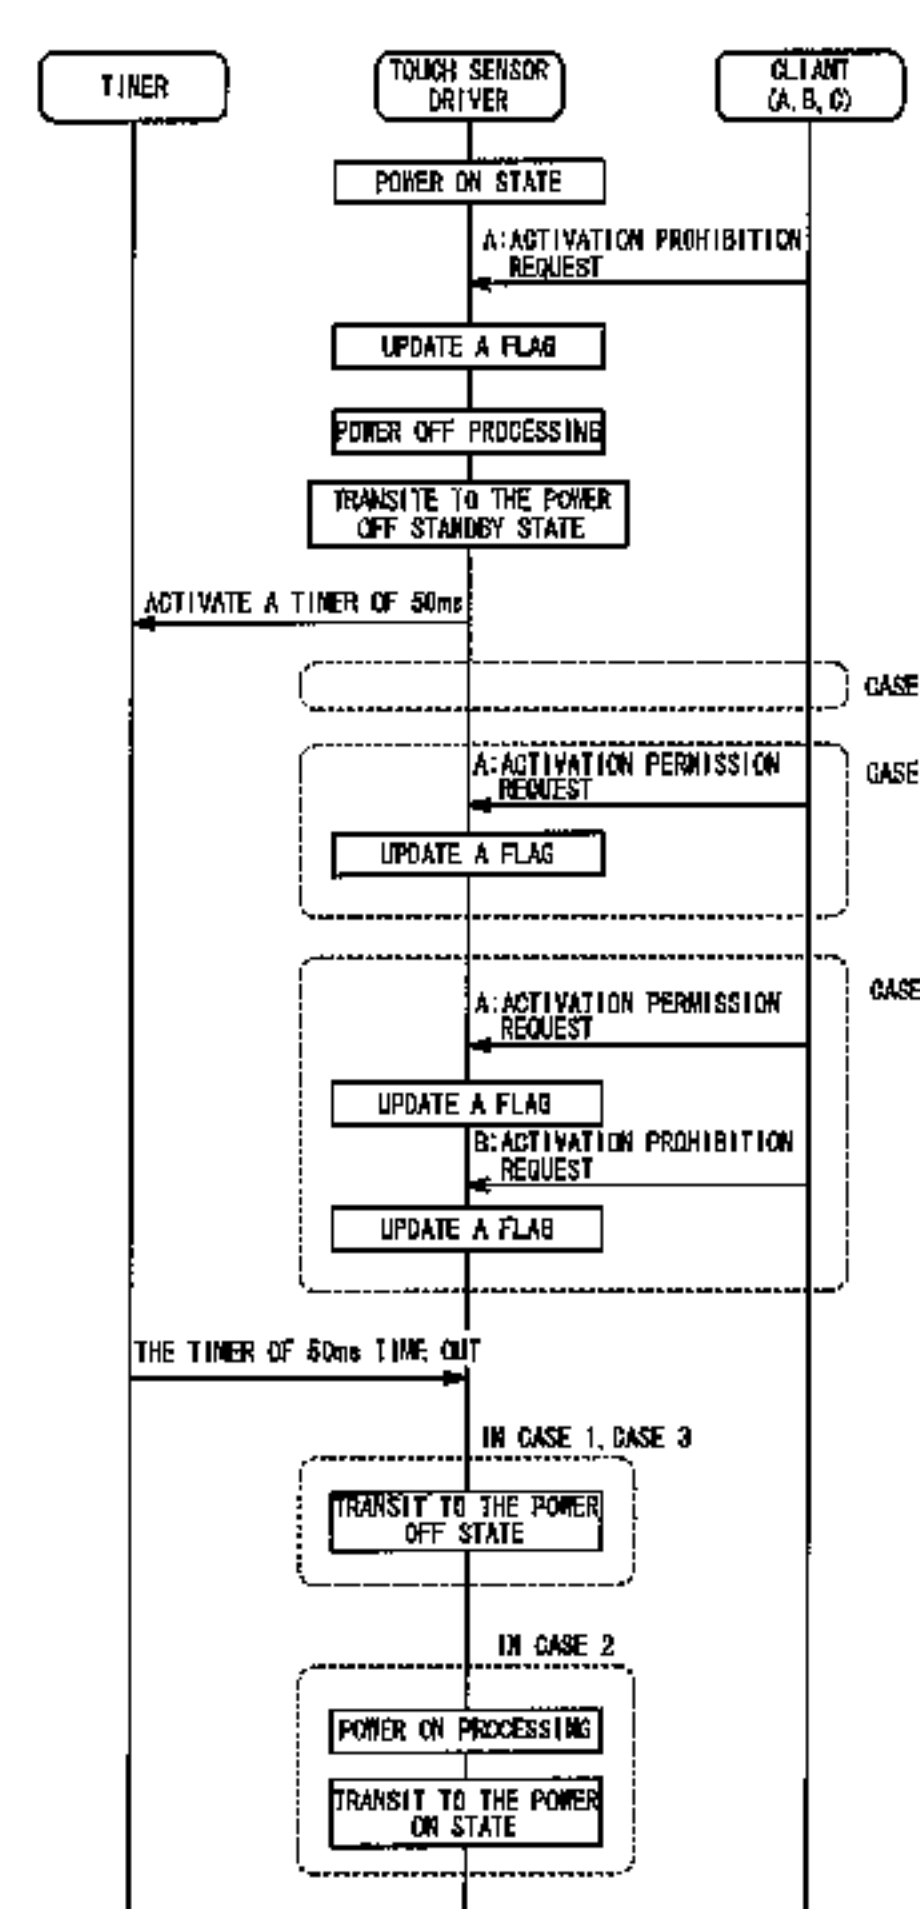 TIMER
TOUCH SENSOR
DRIVER
CLIANT
(A, B, C)
POWER ON STATE
A:ACTIVATION PROHIBITION
REQUEST
UPDATE A FLAG
POWER OFF PROCESSING
TRANSITE TO THE POWER
OFF STANDBY STATE
ACTIVATE A TIMER OF 50ms
CASE
A:ACTIVATION PERMISSION
REQUEST
CASE
UPDATE A FLAG
CASE
A:ACTIVATION PERMISSION
REQUEST
UPDATE A FLAG
B:ACTIVATION PROHIBITION
REQUEST
UPDATE A FLAG
THE TIMER OF 50ms TIME OUT
IN CASE 1, CASE 3
TRANSIT TO THE POWER
OFF STATE
IN CASE 2
POWER ON PROCESSING
TRANSIT TO THE POWER
ON STATE